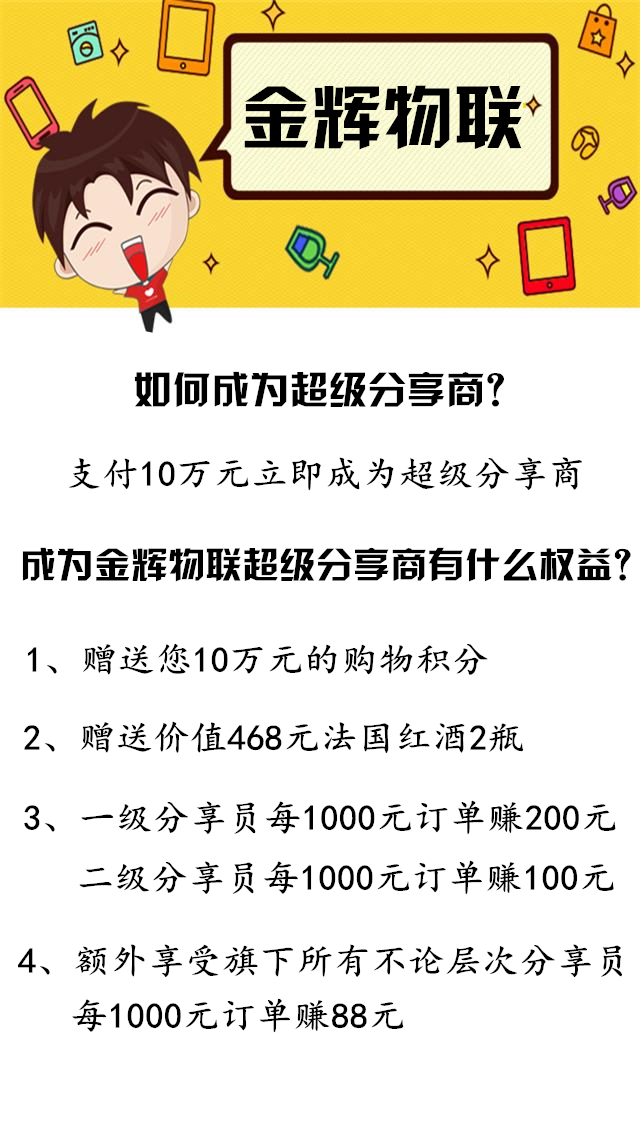 金辉物联
如何成为超级分享商?
支付10万元立即成为超级分享商
成为金辉物联超级分享商有什么权益?
1、赠送您10万元的购物积分
2、赠送价值468元法国红酒2瓶
3、一级分享员每1000元订单赚200元
二级分享员每1000元订单赚100元
4、额外享受旗下所有不论层次分享员
每1000元订单赚88元